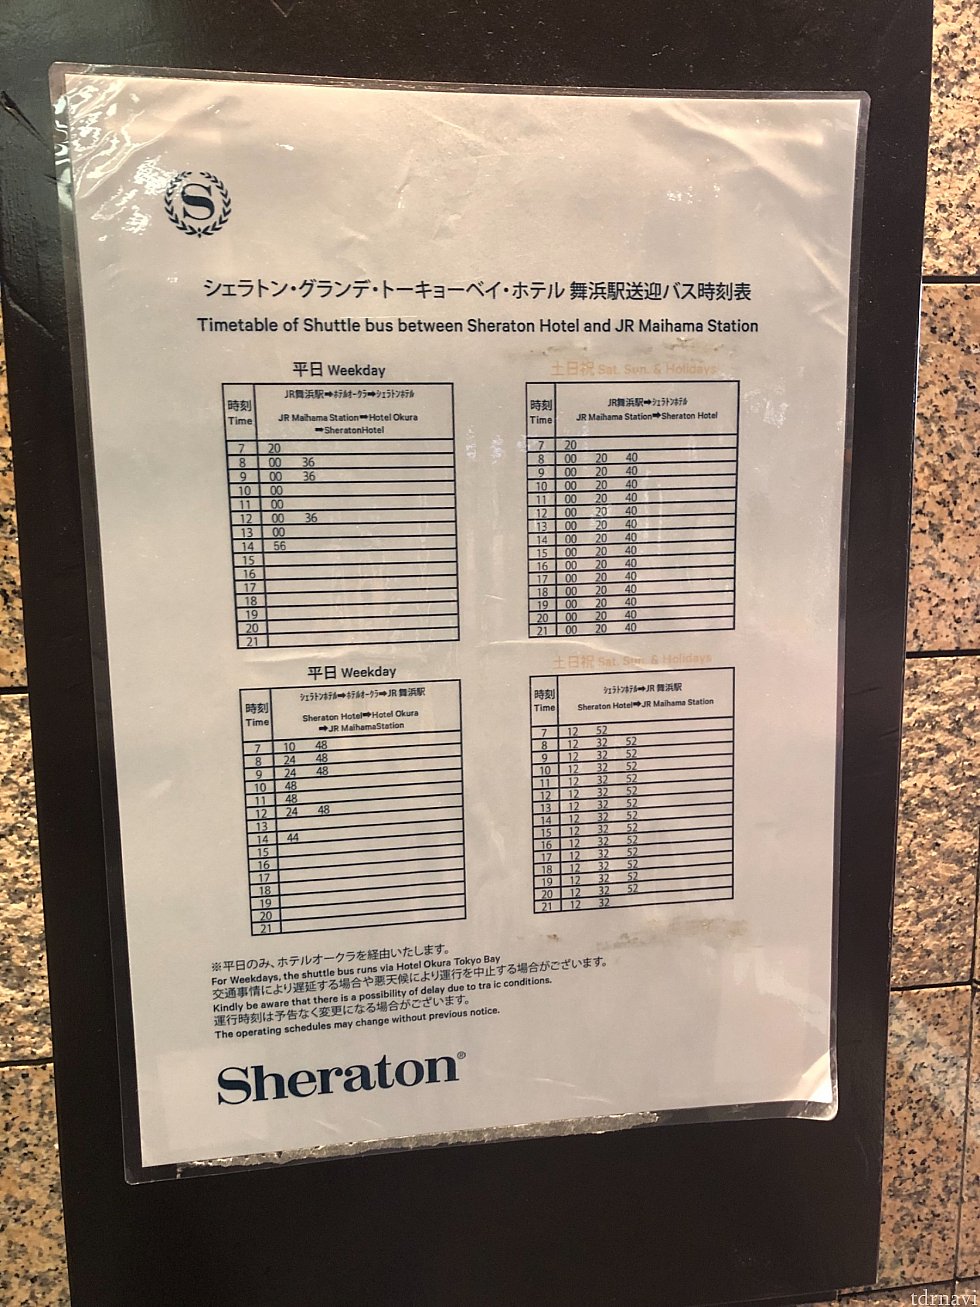 S
シェラトン・グランデ・トーキョーベイ・ホテル 舞浜駅送迎バス時刻表
Timetable of Shuttle bus between Sheraton Hotel and JR Maihama Station
平日 Weekday
時刻
Time
JR舞浜駅➡ホテルオークラ➡シェラトンホテル
JR Maihama Station➡Hotel Okura
➡SheratonHotel
7 20
8 00 36
9 00 36
10 00
11 00
12 00 36
13 00
14 56
15
16
17
18
19
20
21
土日祝 Sat. Sun. & Holidays
時刻
Time
JR舞浜駅➡シェラトンホテル
JR Maihama Station➡Sheraton Hotel
7 20
8 00 20 40
9 00 20 40
10 00 20 40
11 00 20 40
12 00 20 40
13 00 20 40
14 00 20 40
15 00 20 40
16 00 20 40
17 00 20 40
18 00 20 40
19 00 20 40
20 00 20 40
21 00 20 40
平日 Weekday
時刻
Time
シェラトンホテル➡ホテルオークラ➡JR 舞浜駅
Sheraton Hotel➡Hotel Okura
➡JR MaihamaStation
7 10 48
8 24 48
9 24 48
10 48
11 48
12 24 48
13
14 44
15
16
17
18
19
20
21
土日祝 Sat. Sun. & Holidays
時刻
Time
シェラトンホテル➡JR 舞浜駅
Sheraton Hotel➡JR Maihama Station
7 12 52
8 12 32 52
9 12 32 52
10 12 32 52
11 12 32 52
12 12 32 52
13 12 32 52
14 12 32 52
15 12 32 52
16 12 32 52
17 12 32 52
18 12 32 52
19 12 32 52
20 12 32 52
21 12 32
※平日のみ、ホテルオークラを経由いたします。
For Weekdays, the shuttle bus runs via Hotel Okura Tokyo Bay
交通事情により遅延する場合や悪天候により運行を中止する場合がございます。
Kindly be aware that there is a possibility of delay due to tra ic conditions.
運行時刻は予告なく変更になる場合がございます。
The operating schedules may change without previous notice.
Sheraton®
tdrnavi